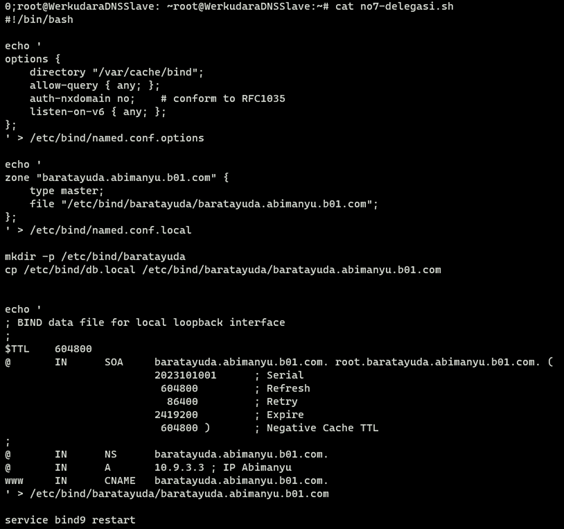 0;root@WerkudaraDNSSlave: ~root@WerkudaraDNSSlave:~# cat no7-delegasi.sh
#!/bin/bash

echo '
options {
    directory "/var/cache/bind";
    allow-query { any; };
    auth-nxdomain no;    # conform to RFC1035
    listen-on-v6 { any; };
};
' > /etc/bind/named.conf.options

echo '
zone "baratayuda.abimanyu.b01.com" {
    type master;
    file "/etc/bind/baratayuda/baratayuda.abimanyu.b01.com";
};
' > /etc/bind/named.conf.local

mkdir -p /etc/bind/baratayuda
cp /etc/bind/db.local /etc/bind/baratayuda/baratayuda.abimanyu.b01.com


echo '
; BIND data file for local loopback interface
;
$TTL    604800
@       IN      SOA     baratayuda.abimanyu.b01.com. root.baratayuda.abimanyu.b01.com. (
                        2023101001      ; Serial
                         604800         ; Refresh
                          86400         ; Retry
                        2419200         ; Expire
                         604800 )       ; Negative Cache TTL
;
@       IN      NS      baratayuda.abimanyu.b01.com.
@       IN      A       10.9.3.3 ; IP Abimanyu
www     IN      CNAME   baratayuda.abimanyu.b01.com.
' > /etc/bind/baratayuda/baratayuda.abimanyu.b01.com

service bind9 restart